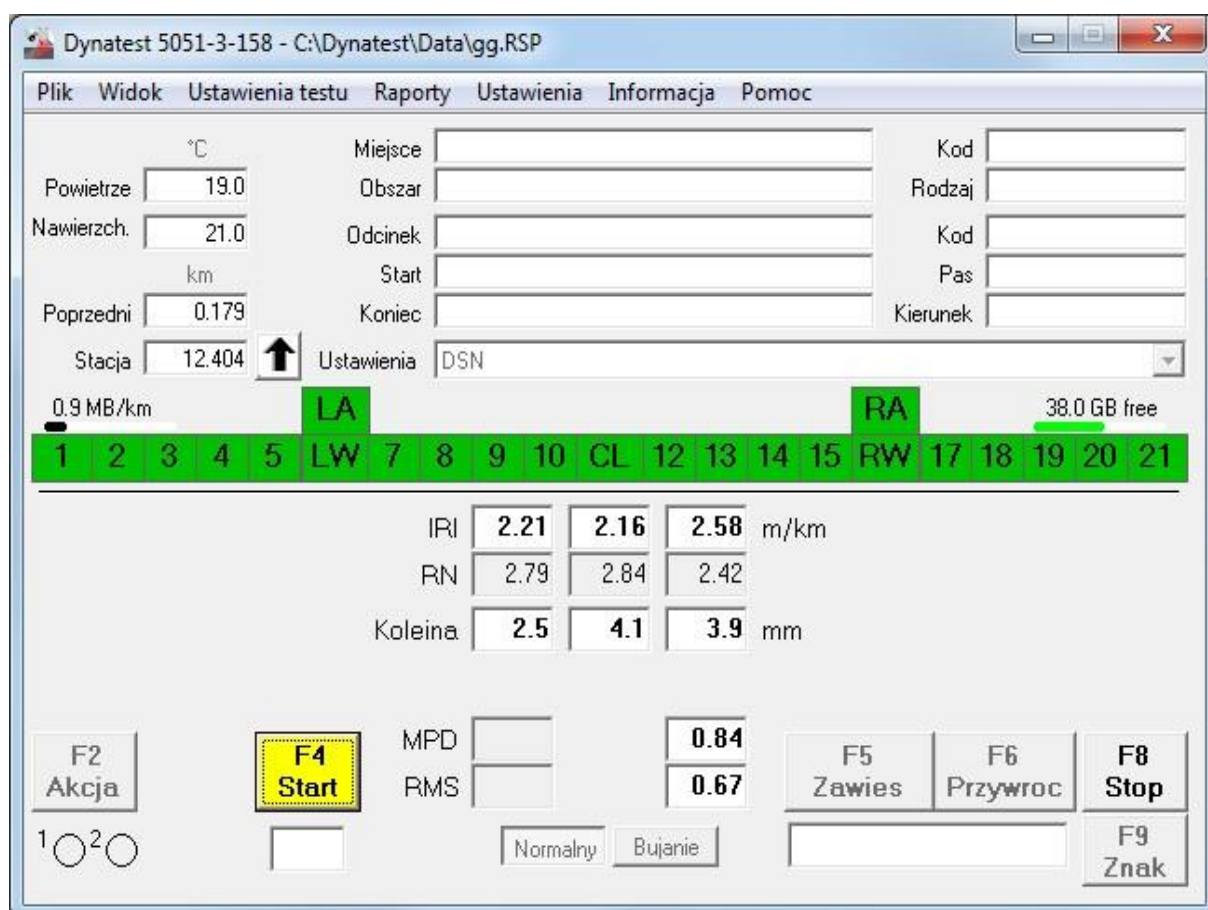 Dynatest 5051-3-158 - C:\Dynatest\Data\gg.RSP
Plik Widok Ustawienia testu Raporty Ustawienia Informacja Pomoc
°C Miejsce Kod
Powietrze 19.0 Obszar Rodzaj
Nawierzch. 21.0 Odcinek Kod
km Start Pas
Poprzedni 0.179 Koniec Kierunek
Stacja 12.404 Ustawienia DSN
0.9 MB/km LA RA 38.0 GB free
1 2 3 4 5 LW 7 8 9 10 CL 12 13 14 15 RW 17 18 19 20 21
IRI 2.21 2.16 2.58 m/km
RN 2.79 2.84 2.42
Koleina 2.5 4.1 3.9 mm
MPD 0.84
RMS 0.67
F2 Akcja
F4 Start
F5 Zawies
F6 Przywroc
F8 Stop
1 2 Normalny Bujanie
F9 Znak